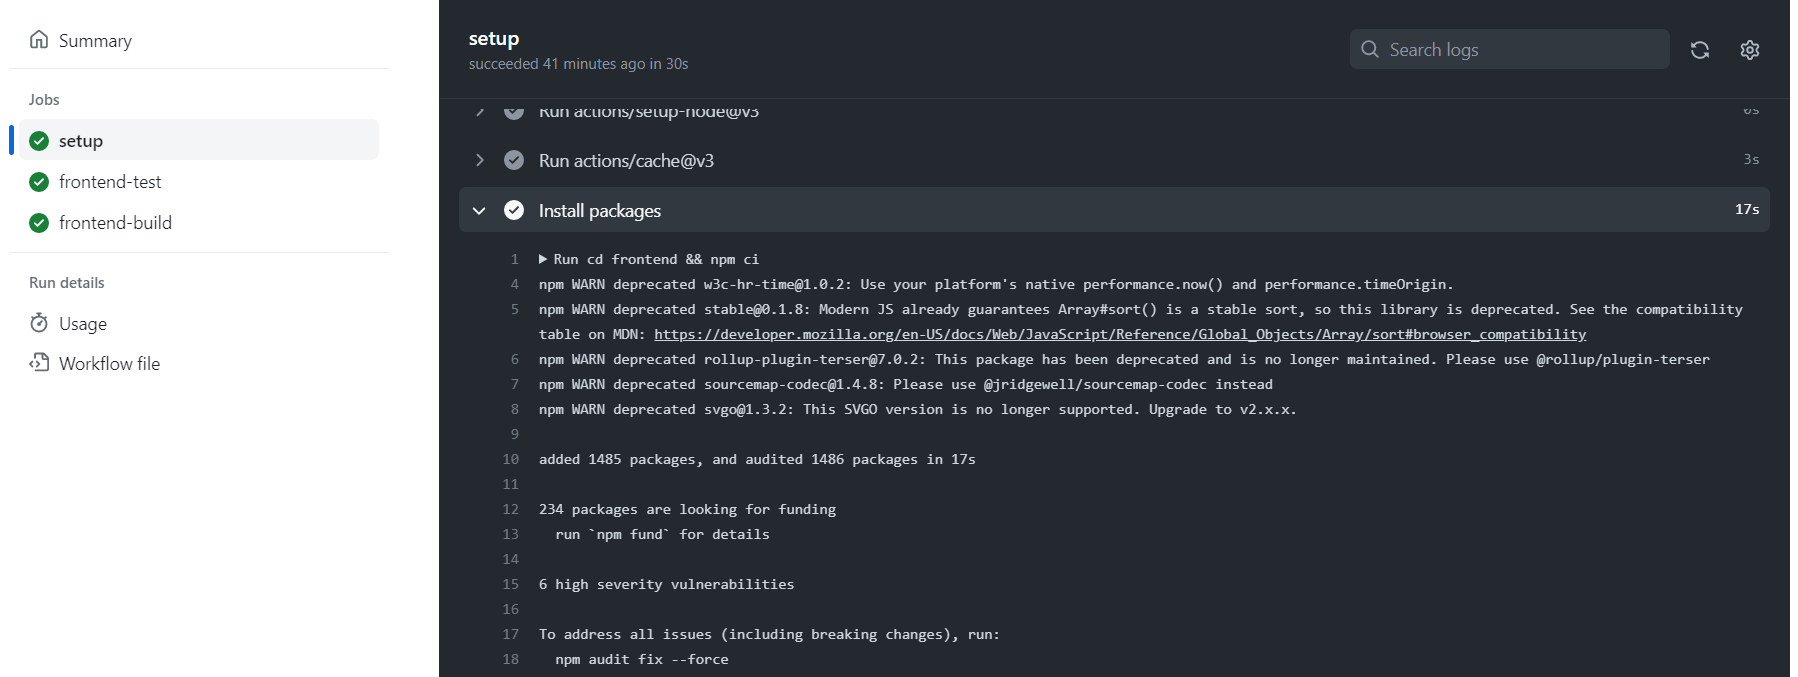 Summary
Jobs
setup
frontend-test
frontend-build
Run details
Usage
Workflow file
setup
succeeded 41 minutes ago in 30s
Search logs
Run actions/setup-node@v3 0s
Run actions/cache@v3 3s
Install packages 17s
1 Run cd frontend && npm ci
4 npm WARN deprecated w3c-hr-time@1.0.2: Use your platform's native performance.now() and performance.timeOrigin.
5 npm WARN deprecated stable@0.1.8: Modern JS already guarantees Array#sort() is a stable sort, so this library is deprecated. See the compatibility
table on MDN: https://developer.mozilla.org/en-US/docs/Web/JavaScript/Reference/Global_Objects/Array/sort#browser_compatibility
6 npm WARN deprecated rollup-plugin-terser@7.0.2: This package has been deprecated and is no longer maintained. Please use @rollup/plugin-terser
7 npm WARN deprecated sourcemap-codec@1.4.8: Please use @jridgewell/sourcemap-codec instead
8 npm WARN deprecated svgo@1.3.2: This SVGO version is no longer supported. Upgrade to v2.x.x.
9
10 added 1485 packages, and audited 1486 packages in 17s
11
12 234 packages are looking for funding
13 run `npm fund` for details
14
15 6 high severity vulnerabilities
16
17 To address all issues (including breaking changes), run:
18 npm audit fix --force